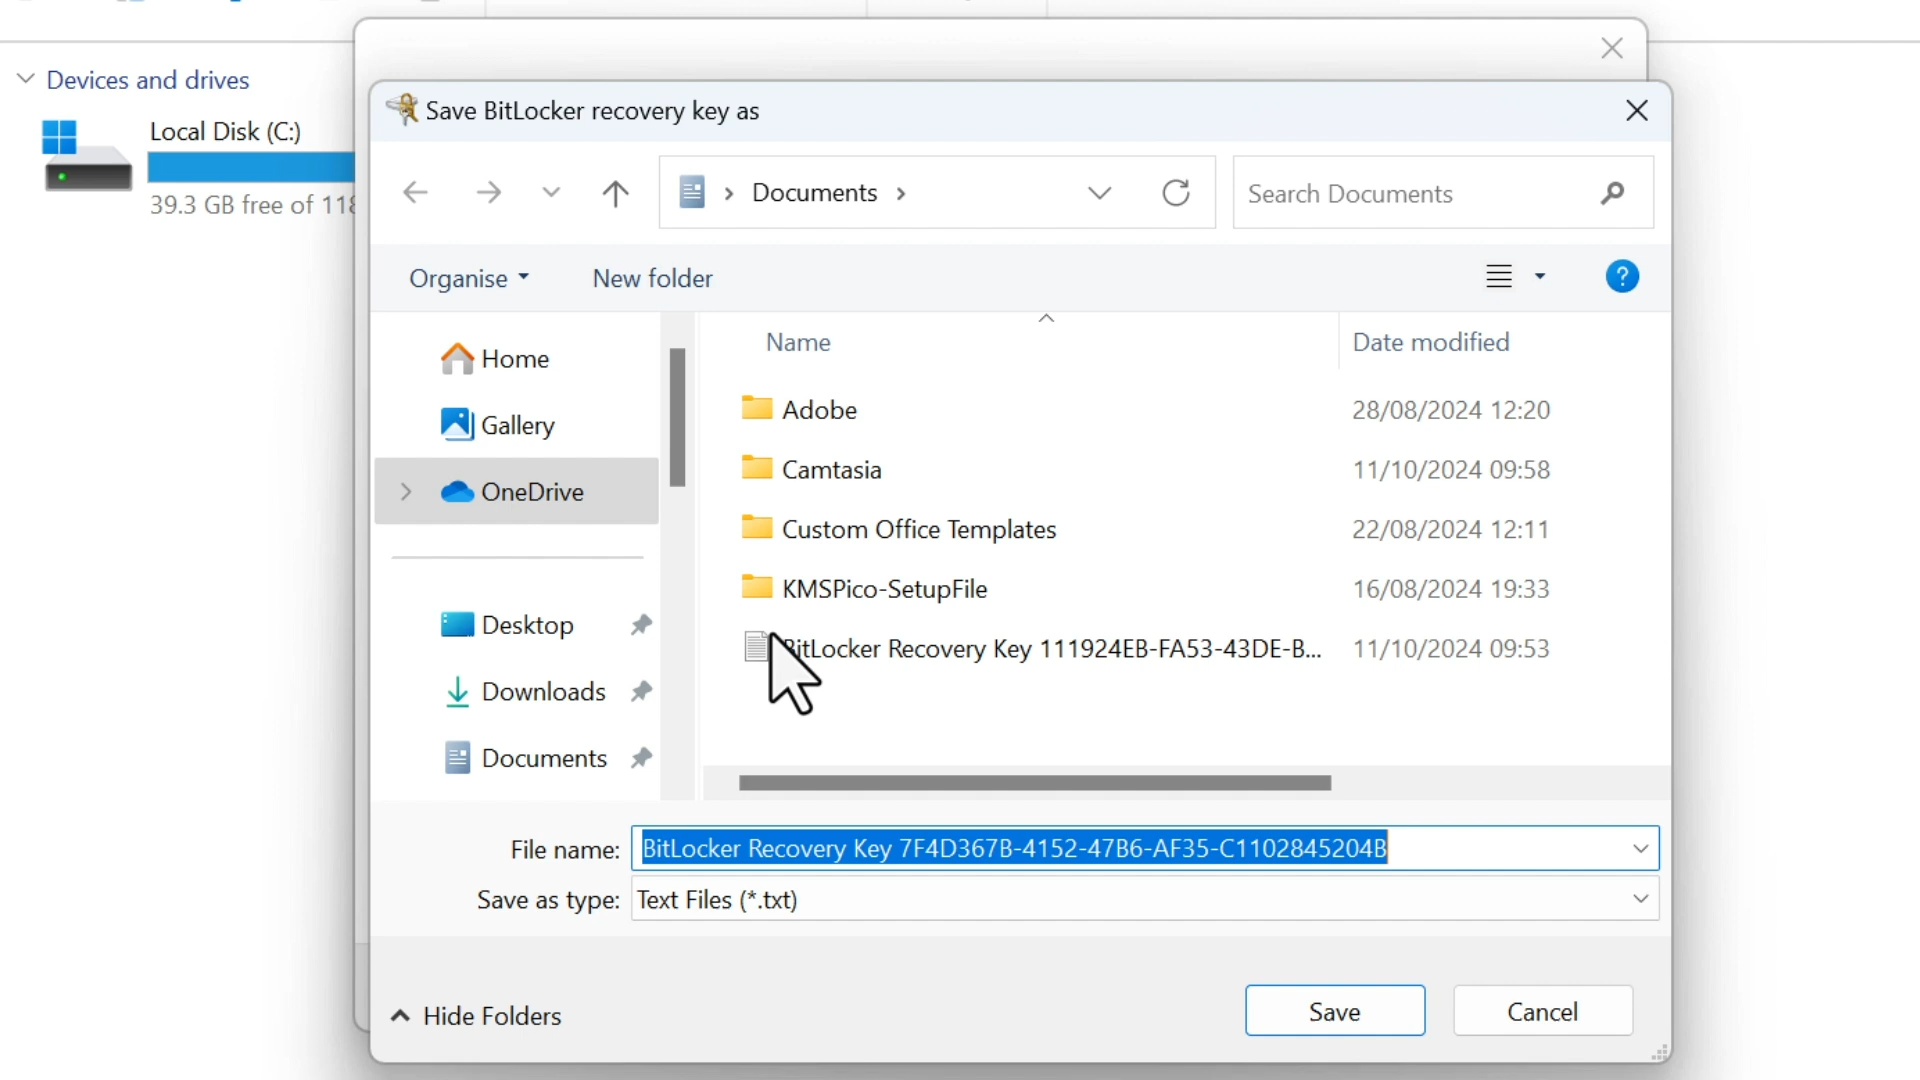 Devices and drives
Local Disk (C:)
39.3 GB free of 118
Save BitLocker recovery key as
Documents
Search Documents
Organise
New folder
Name
Date modified
Home
Gallery
OneDrive
Desktop
Downloads
Documents
Adobe 28/08/2024 12:20
Camtasia 11/10/2024 09:58
Custom Office Templates 22/08/2024 12:11
KMSPico-SetupFile 16/08/2024 19:33
BitLocker Recovery Key 111924EB-FA53-43DE-B... 11/10/2024 09:53
File name: BitLocker Recovery Key 7F4D367B-4152-47B6-AF35-C1102845204B
Save as type: Text Files (*.txt)
Hide Folders
Save
Cancel